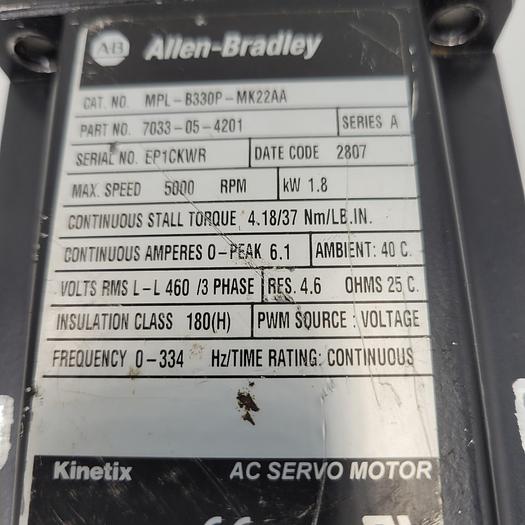 AB Allen-Bradley
CAT. NO. MPL-B330P-MK22AA
PART NO. 7033-05-4201 SERIES A
SERIAL NO. EP1CKWR DATE CODE 2807
MAX. SPEED 5000 RPM kW 1.8
CONTINUOUS STALL TORQUE 4.18/37 Nm/LB.IN.
CONTINUOUS AMPERES 0-PEAK 6.1 AMBIENT: 40 C.
VOLTS RMS L-L 460 /3 PHASE RES. 4.6 OHMS 25 C.
INSULATION CLASS 180(H) PWM SOURCE : VOLTAGE
FREQUENCY 0-334 Hz/TIME RATING: CONTINUOUS
Kinetix AC SERVO MOTOR